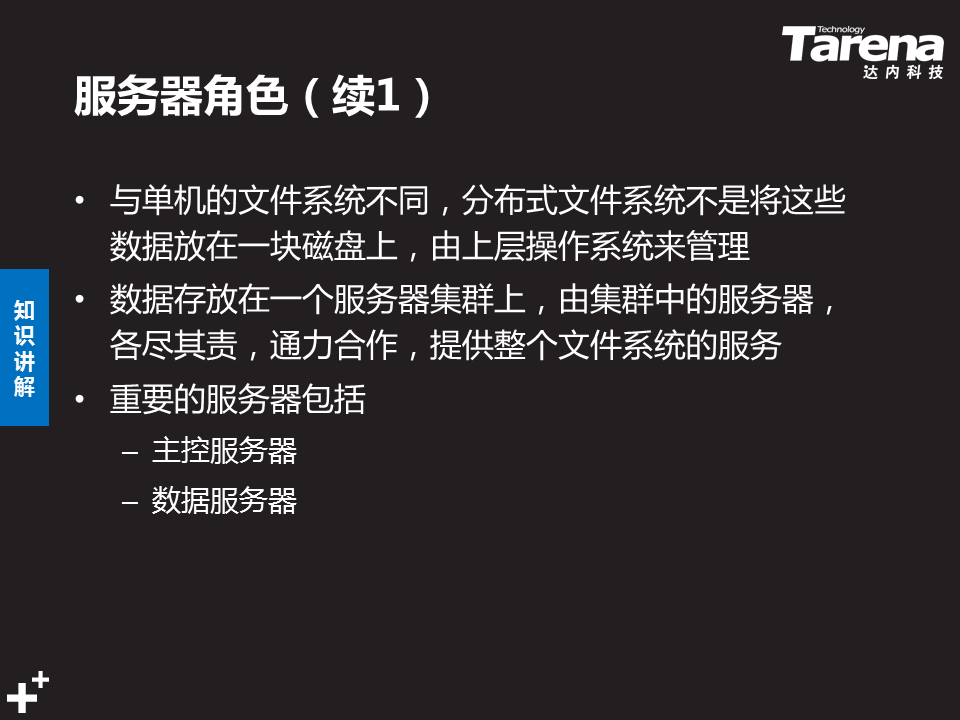 Technology
Tarena
达内科技
服务器角色（续1）
• 与单机的文件系统不同，分布式文件系统不是将这些
数据放在一块磁盘上，由上层操作系统来管理
• 数据存放在一个服务器集群上，由集群中的服务器，
各尽其责，通力合作，提供整个文件系统的服务
• 重要的服务器包括
– 主控服务器
– 数据服务器
知
识
讲
解